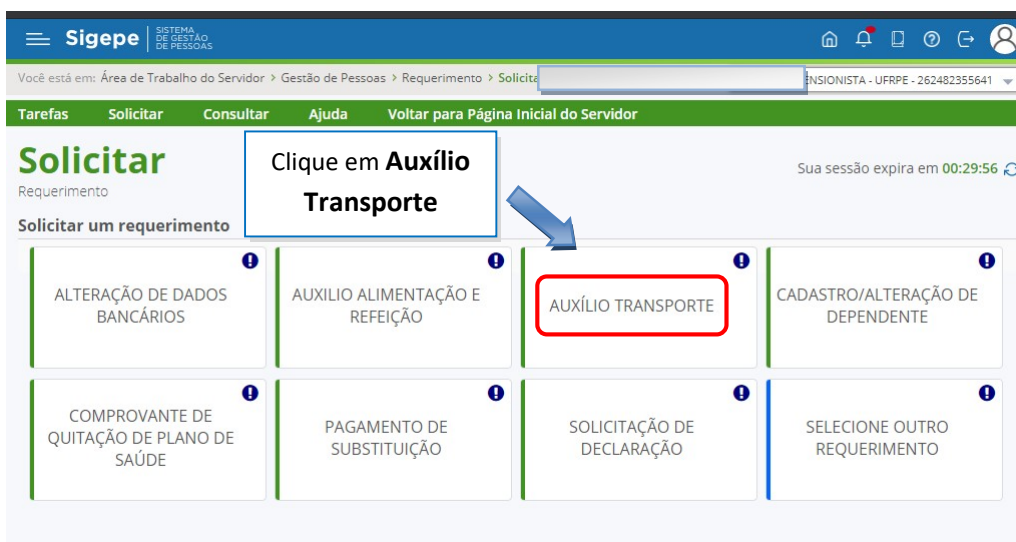 Sigepe
SISTEMA
DE GESTÃO
DE PESSOAS
Você está em: Área de Trabalho do Servidor > Gestão de Pessoas > Requerimento > Solicita
ENSIONISTA - UFRPE - 262482355641
Tarefas Solicitar Consultar Ajuda Voltar para Página Inicial do Servidor
Solicitar
Requerimento
Clique em Auxílio
Transporte
Sua sessão expira em 00:29:56
Solicitar um requerimento
ALTERAÇÃO DE DADOS
BANCÁRIOS
AUXILIO ALIMENTAÇÃO E
REFEIÇÃO
AUXÍLIO TRANSPORTE
CADASTRO/ALTERAÇÃO DE
DEPENDENTE
COMPROVANTE DE
QUITAÇÃO DE PLANO DE
SAÚDE
PAGAMENTO DE
SUBSTITUIÇÃO
SOLICITAÇÃO DE
DECLARAÇÃO
SELECIONE OUTRO
REQUERIMENTO